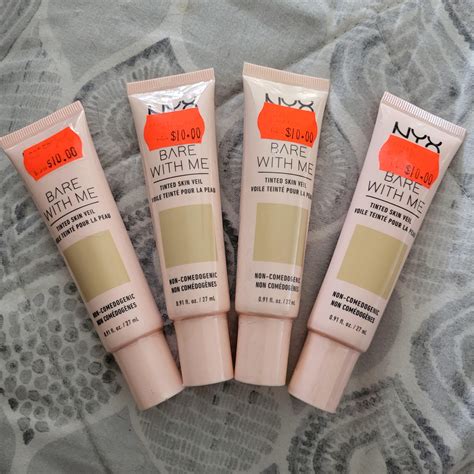 $10.00
BARE
WITH ME
TINTED SKIN VEIL
VOILE TEINTÉ POUR LA PEAU
NON-COMEDOGENIC
NON COMÉDOGÈNES
0.91 fl. oz. / 27 mL
NYX
$10.00
BARE
WITH ME
TINTED SKIN VEIL
VOILE TEINTÉ POUR LA PEAU
NON-COMEDOGENIC
NON COMÉDOGÈNES
0.91 fl. oz. / 27 mL
NYX
$10.00
BARE
WITH ME
TINTED SKIN VEIL
VOILE TEINTÉ POUR LA PEAU
NON-COMEDOGENIC
NON COMÉDOGÈNES
0.91 fl. oz. / 27 mL
NYX
$10.00
BARE
WITH ME
TINTED SKIN VEIL
VOILE TEINTÉ POUR LA PEAU
NON-COMEDOGENIC
NON COMÉDOGÈNES
0.91 fl. oz. / 27 mL